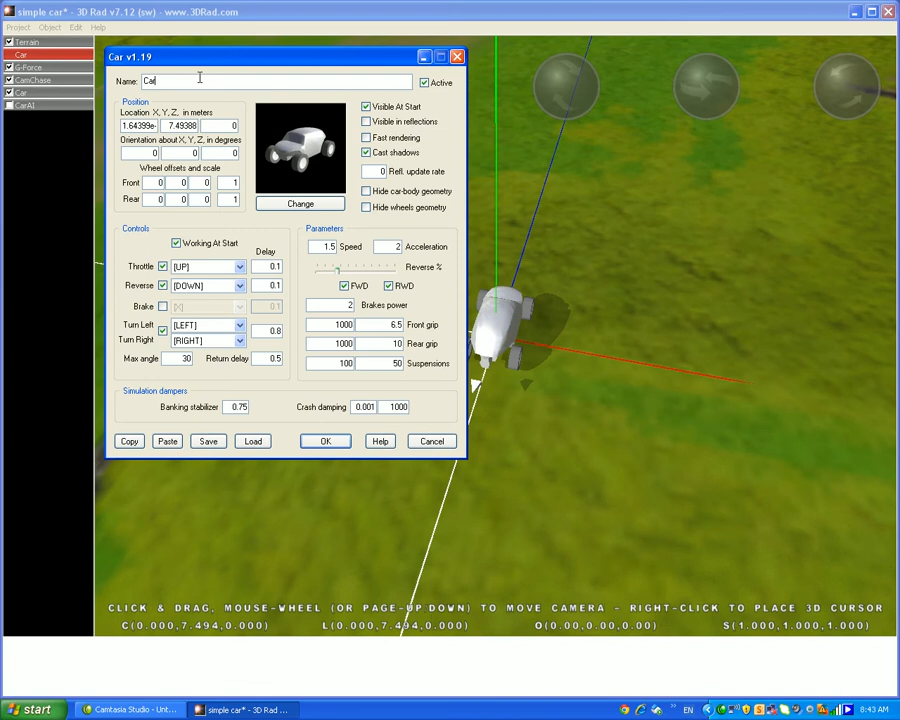 simple car* - 3D Rad v7.12 (sw) - www.3DRad.com
Project Object Edit Help
Terrain
Car
G-Force
CamChase
Car
CarAI
Car v1.19
Name: Car
Active
Position
Location X, Y, Z, in meters
1.64399e- 7.49388 0
Orientation about X, Y, Z, in degrees
0 0 0
Wheel offsets and scale
Front 0 0 0 1
Rear 0 0 0 1
Change
Visible At Start
Visible in reflections
Fast rendering
Cast shadows
0 Refl. update rate
Hide car-body geometry
Hide wheels geometry
Controls
Working At Start
Delay
Throttle [UP] 0.1
Reverse [DOWN] 0.1
Brake [X] 0.1
Turn Left [LEFT]
0.8
Turn Right [RIGHT]
Max angle 30 Return delay 0.5
Parameters
1.5 Speed 2 Acceleration
Reverse %
FWD RWD
2 Brakes power
1000 6.5 Front grip
1000 10 Rear grip
100 50 Suspensions
Simulation dampers
Banking stabilizer 0.75 Crash damping 0.001 1000
Copy Paste Save Load OK Help Cancel
CLICK & DRAG, MOUSE-WHEEL (OR PAGE-UP DOWN) TO MOVE CAMERA - RIGHT-CLICK TO PLACE 3D CURSOR
C(0.000,7.494,0.000) L(0.000,7.494,0.000) O(0.00,0.00,0.00) S(1.000,1.000,1.000)
start Camtasia Studio - Unt... simple car* - 3D Rad ... EN 8:43 AM